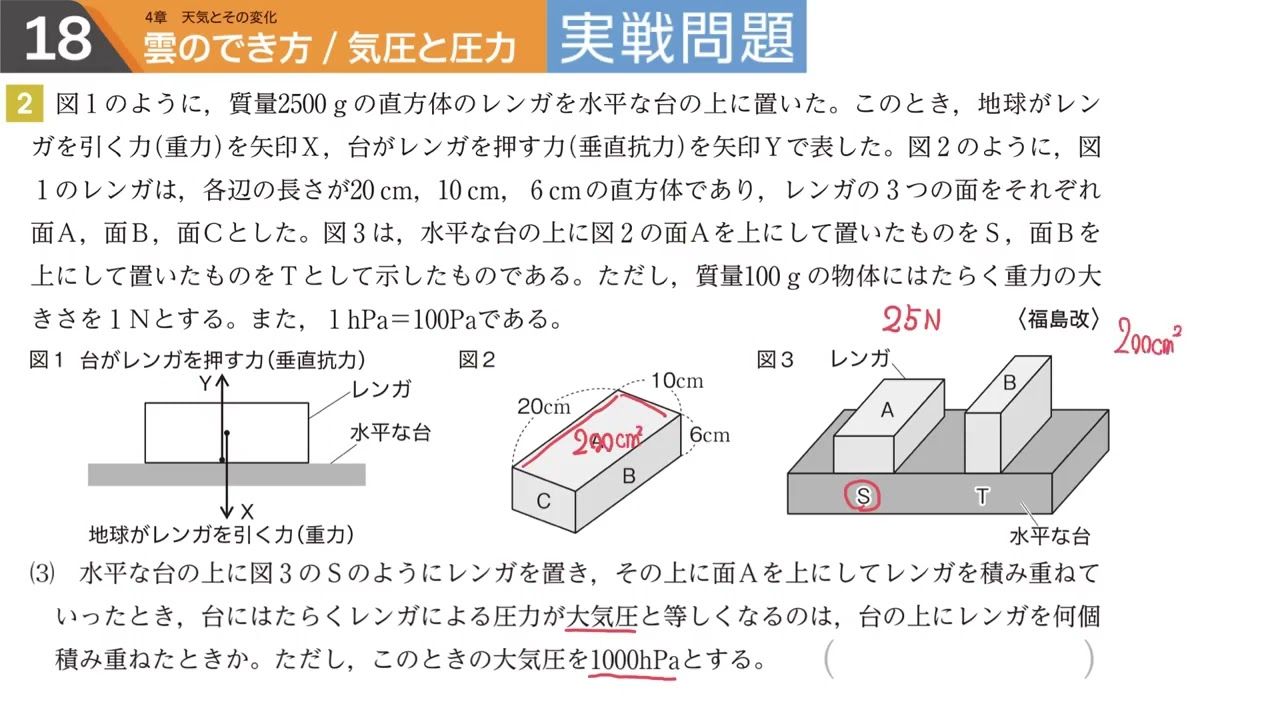 18
4章 天気とその変化
雲のでき方 / 気圧と圧力
実戦問題
2 図1のように，質量2500gの直方体のレンガを水平な台の上に置いた。このとき，地球がレン
ガを引く力(重力)を矢印X，台がレンガを押す力(垂直抗力)を矢印Yで表した。図2のように，図
1のレンガは，各辺の長さが20cm，10cm，6cmの直方体であり，レンガの3つの面をそれぞれ
面A，面B，面Cとした。図3は，水平な台の上に図2の面Aを上にして置いたものをS，面Bを
上にして置いたものをTとして示したものである。ただし，質量100gの物体にはたらく重力の大
きさを1Nとする。また，1hPa＝100Paである。
25N
〈福島改〉
200cm²
図1 台がレンガを押す力(垂直抗力)
Y
レンガ
水平な台
X
地球がレンガを引く力(重力)
図2
20cm
10cm
6cm
200cm²
B
C
図3
レンガ
A
B
S
T
水平な台
(3) 水平な台の上に図3のSのようにレンガを置き，その上に面Aを上にしてレンガを積み重ねて
いったとき，台にはたらくレンガによる圧力が大気圧と等しくなるのは，台の上にレンガを何個
積み重ねたときか。ただし，このときの大気圧を1000hPaとする。 ( )